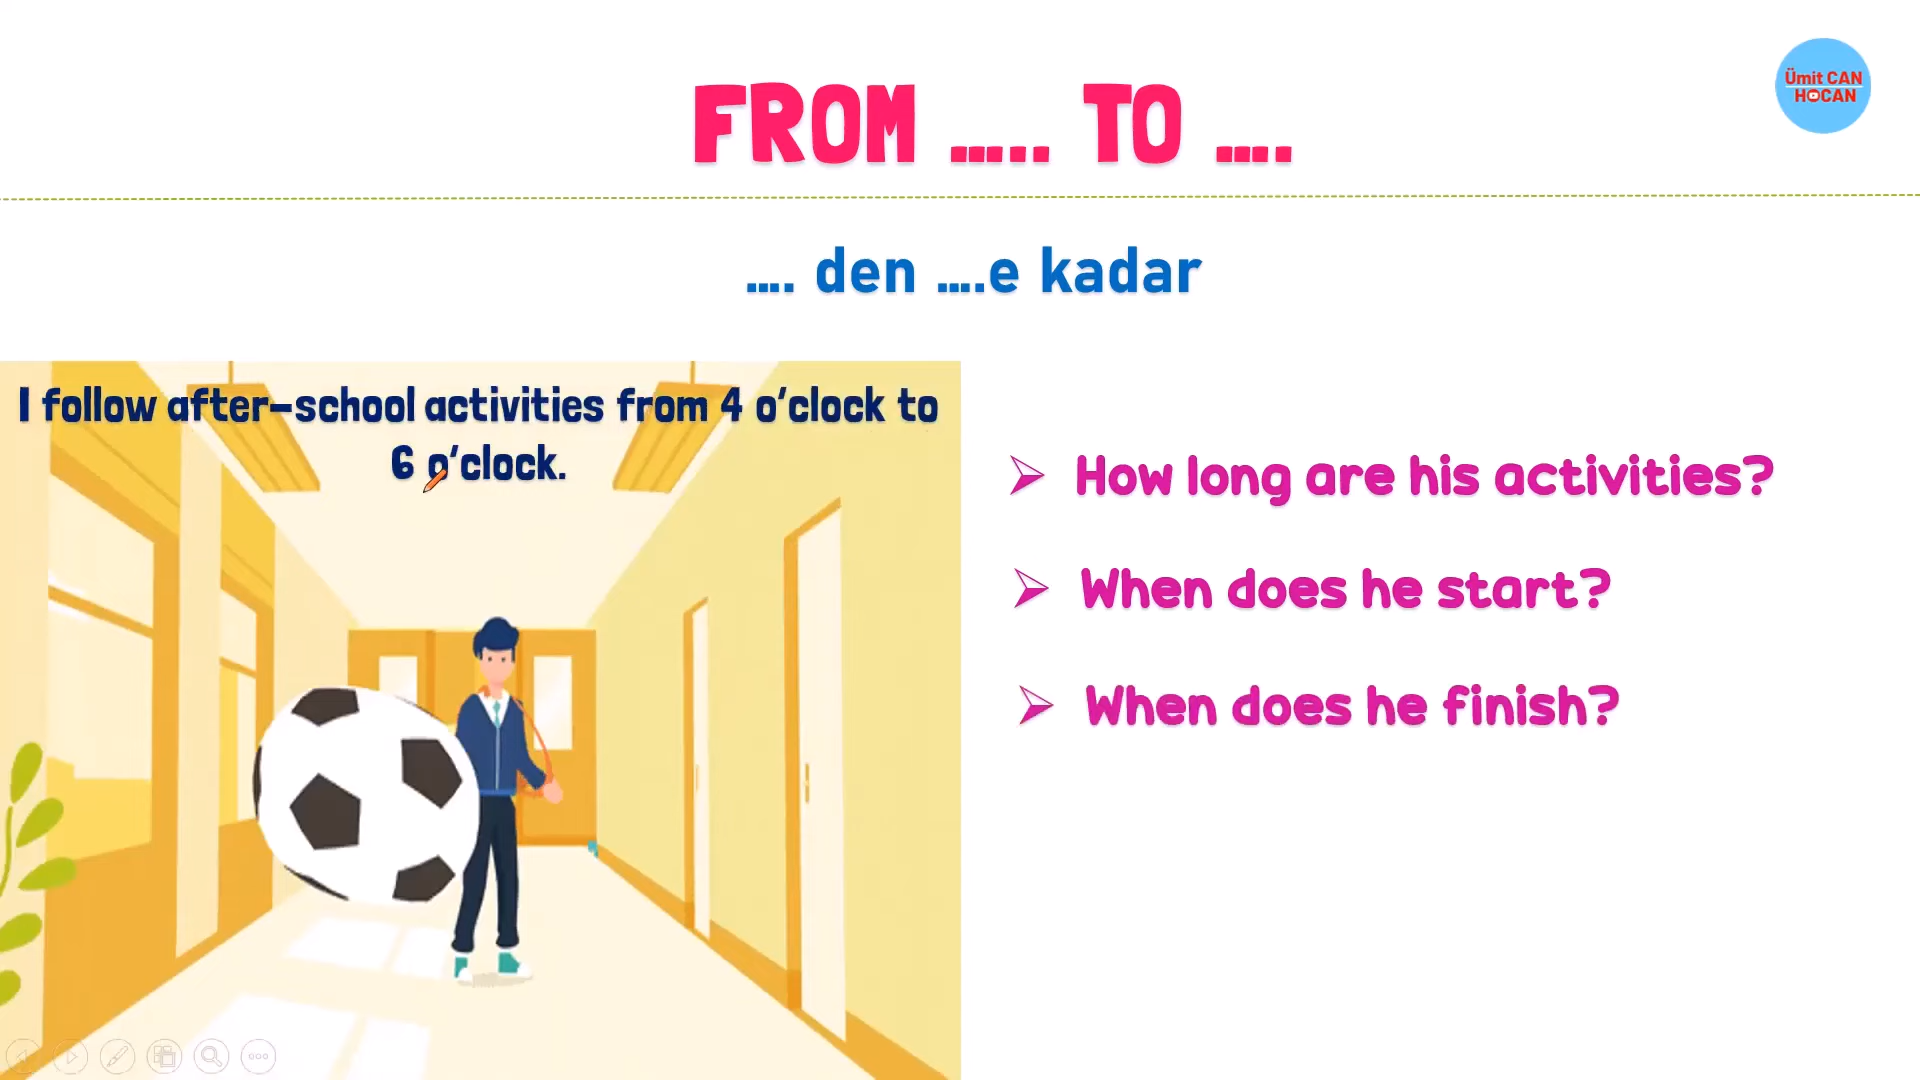 FROM ..... TO ....
Ümit CAN
HOCAN
.... den ....e kadar
I follow after-school activities from 4 o'clock to
6 o'clock.
How long are his activities?
When does he start?
When does he finish?